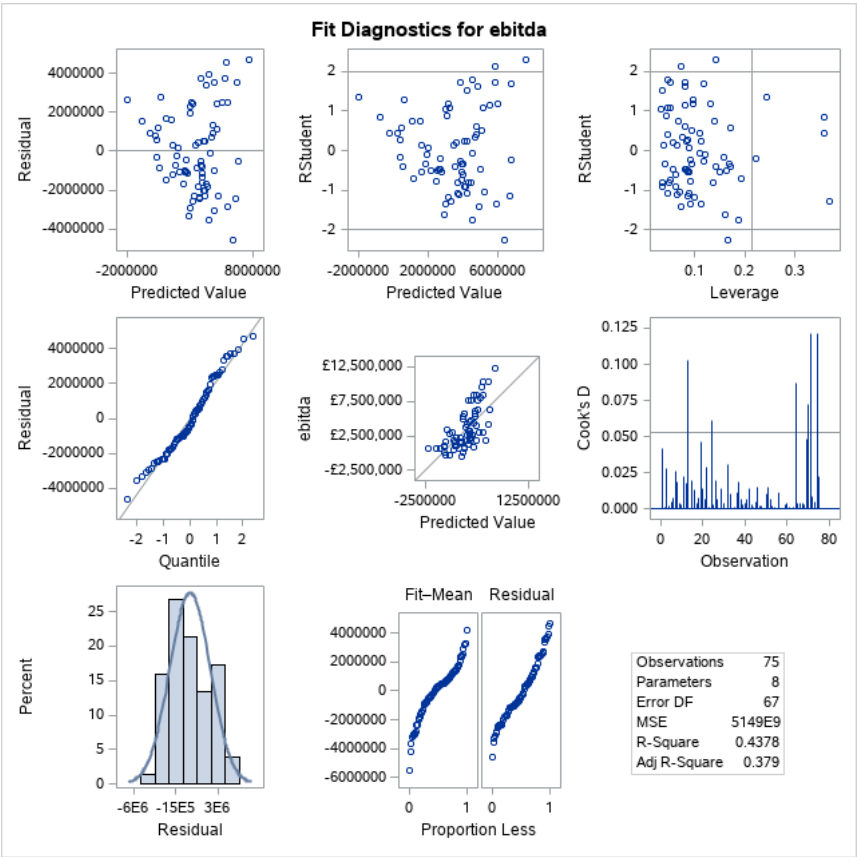 Fit Diagnostics for ebitda
Residual
4000000
2000000
0
-2000000
-4000000
-2000000 8000000
Predicted Value
RStudent
2
1
0
-1
-2
-2000000 2000000 6000000
Predicted Value
RStudent
2
1
0
-1
-2
0.1 0.2 0.3
Leverage
Residual
4000000
2000000
0
-2000000
-4000000
-2 -1 0 1 2
Quantile
ebitda
£12,500,000
£7,500,000
£2,500,000
-£2,500,000
-2500000 12500000
Predicted Value
Cook's D
0.125
0.100
0.075
0.050
0.025
0.000
0 20 40 60 80
Observation
Percent
25
20
15
10
5
0
-6E6 -15E5 3E6
Residual
Fit–Mean Residual
4000000
2000000
0
-2000000
-4000000
-6000000
0 1 0 1
Proportion Less
Observations 75
Parameters 8
Error DF 67
MSE 5149E9
R-Square 0.4378
Adj R-Square 0.379